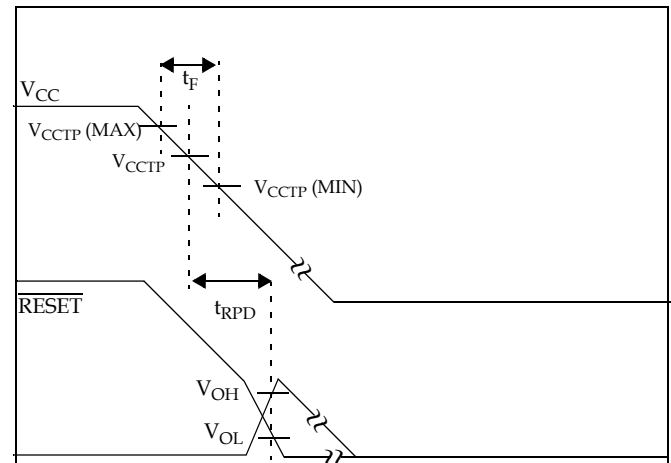 t_F
V_CC
V_CCTP (MAX)
V_CCTP
V_CCTP (MIN)
RESET
t_RPD
V_OH
V_OL